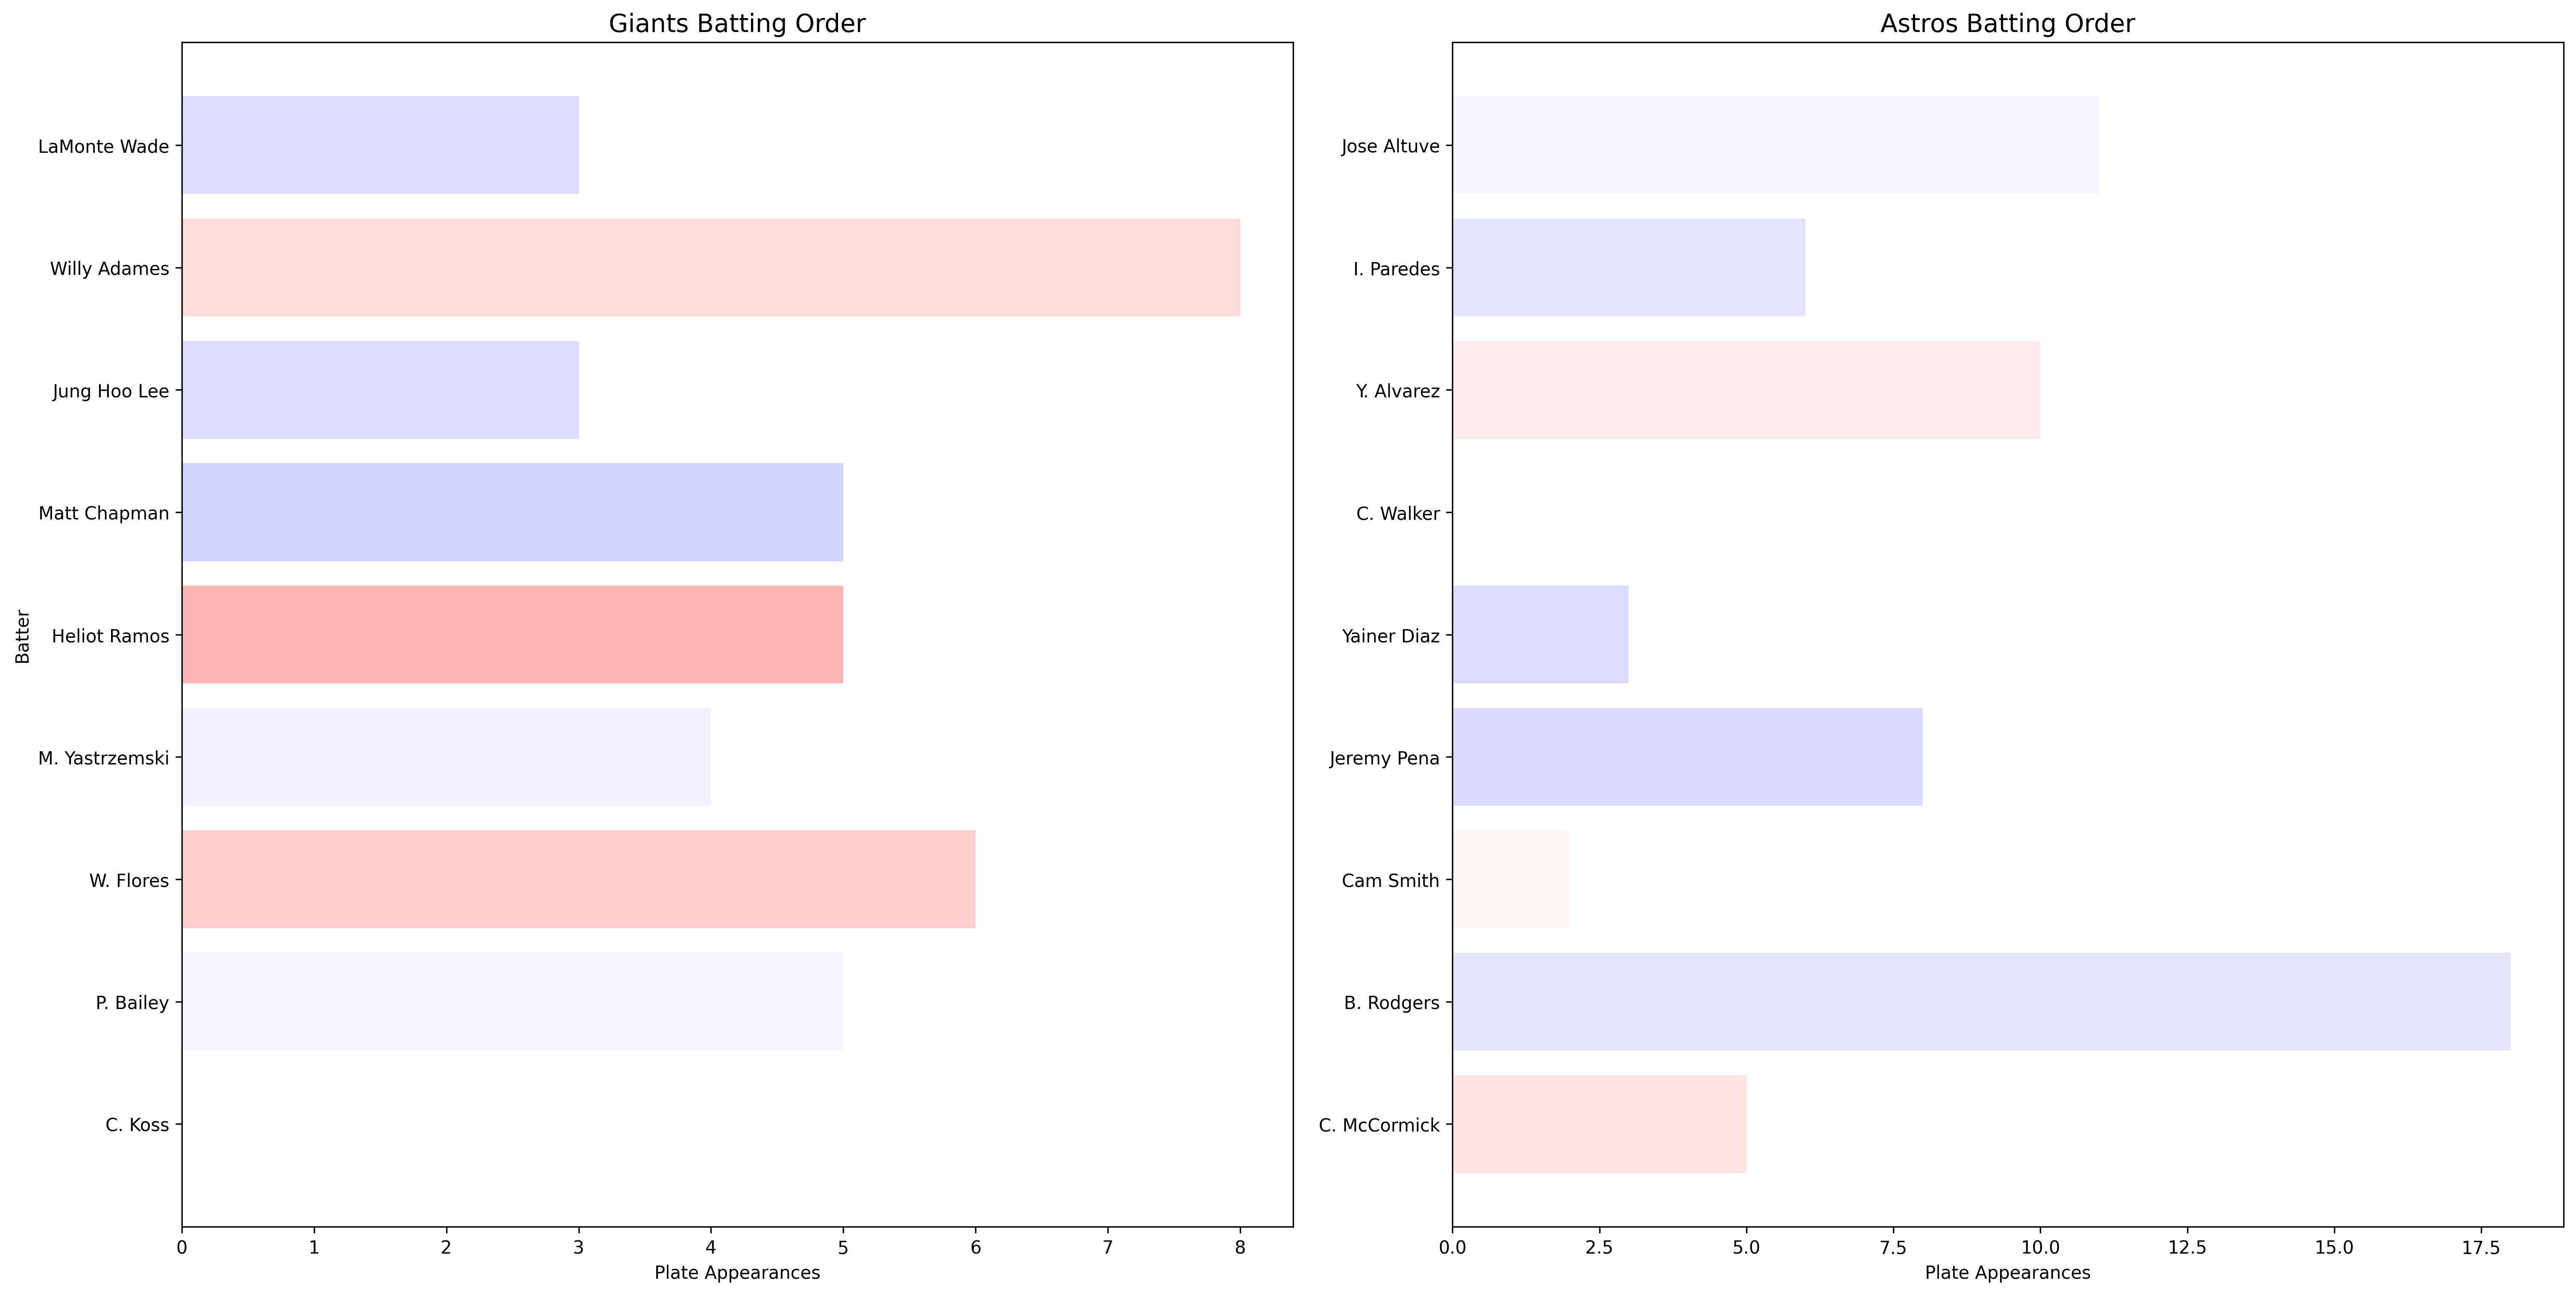 Giants Batting Order
Batter
LaMonte Wade
Willy Adames
Jung Hoo Lee
Matt Chapman
Heliot Ramos
M. Yastrzemski
W. Flores
P. Bailey
C. Koss
0 1 2 3 4 5 6 7 8
Plate Appearances
Astros Batting Order
Jose Altuve
I. Paredes
Y. Alvarez
C. Walker
Yainer Diaz
Jeremy Pena
Cam Smith
B. Rodgers
C. McCormick
0.0 2.5 5.0 7.5 10.0 12.5 15.0 17.5
Plate Appearances